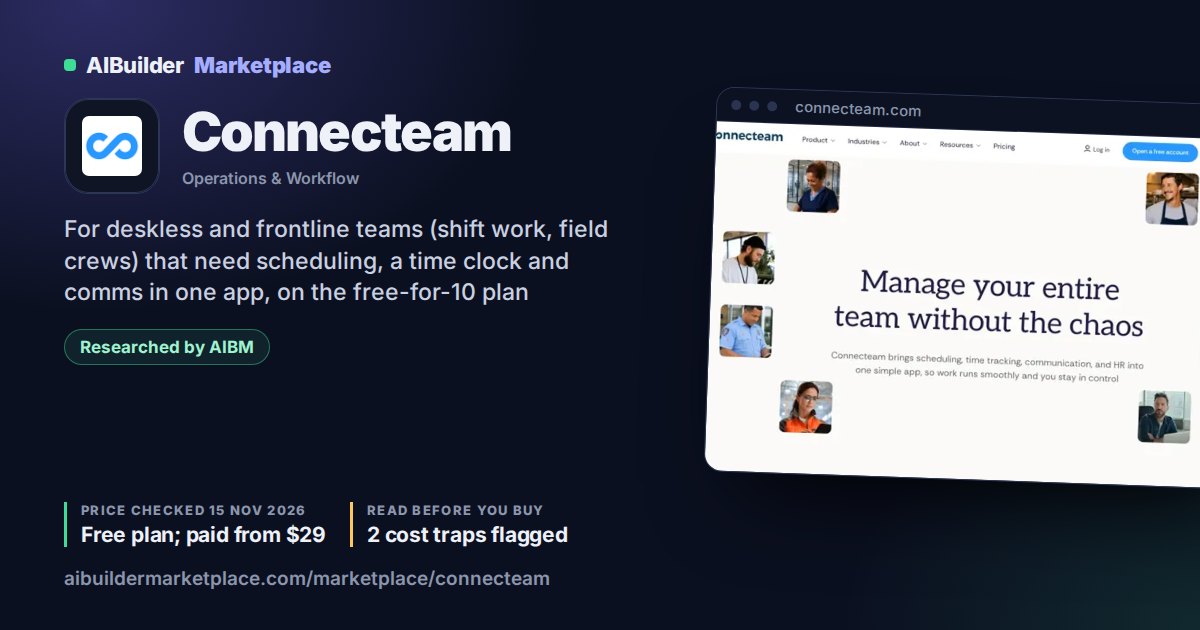 AIBuilder Marketplace
Connecteam
Operations & Workflow
For deskless and frontline teams (shift work, field
crews) that need scheduling, a time clock and
comms in one app, on the free-for-10 plan
Researched by AIBM
PRICE CHECKED 15 NOV 2026
Free plan; paid from $29
READ BEFORE YOU BUY
2 cost traps flagged
aibuildermarketplace.com/marketplace/connecteam
connecteam.com
onnecteam Product Industries About Resources Pricing Log in Open a free account
Manage your entire
team without the chaos
Connecteam brings scheduling, time tracking, communication, and HR into
one simple app, so work runs smoothly and you stay in control